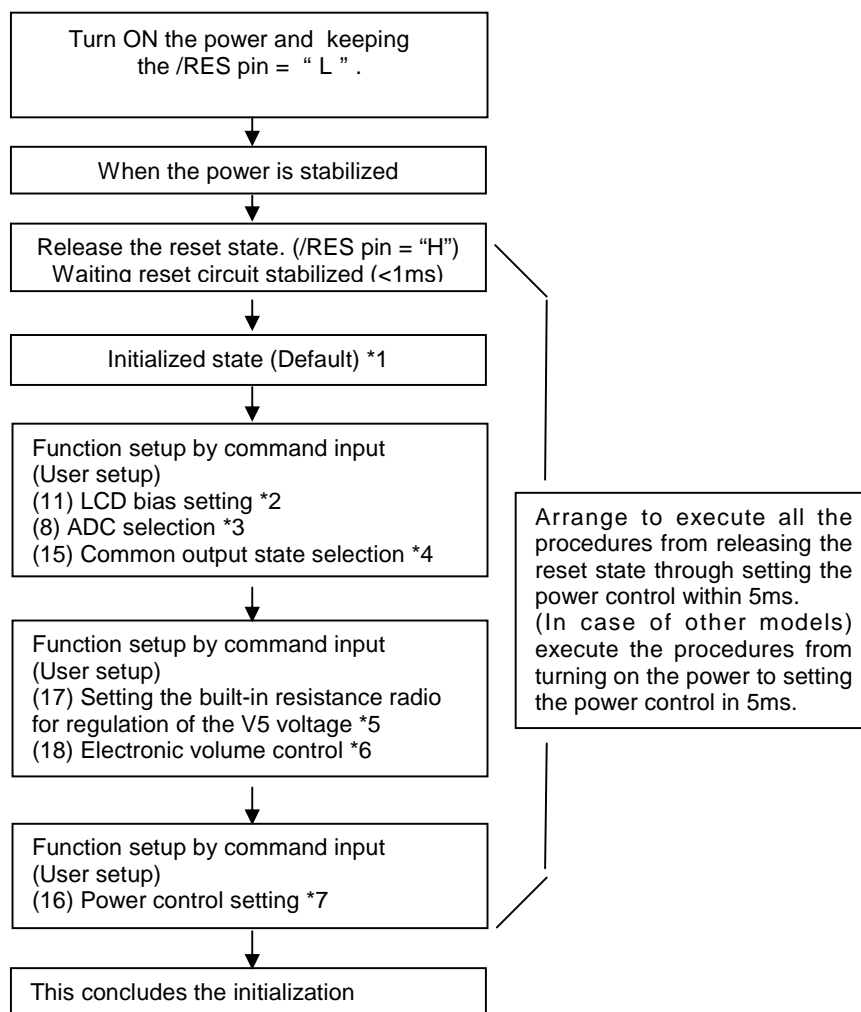 Turn ON the power and keeping
the /RES pin = “ L ” .
When the power is stabilized
Release the reset state. (/RES pin = “H”)
Waiting reset circuit stabilized (<1ms)
Initialized state (Default) *1
Function setup by command input
(User setup)
(11) LCD bias setting *2
(8) ADC selection *3
(15) Common output state selection *4
Function setup by command input
(User setup)
(17) Setting the built-in resistance radio
for regulation of the V5 voltage *5
(18) Electronic volume control *6
Function setup by command input
(User setup)
(16) Power control setting *7
This concludes the initialization
Arrange to execute all the
procedures from releasing the
reset state through setting the
power control within 5ms.
(In case of other models)
execute the procedures from
turning on the power to setting
the power control in 5ms.